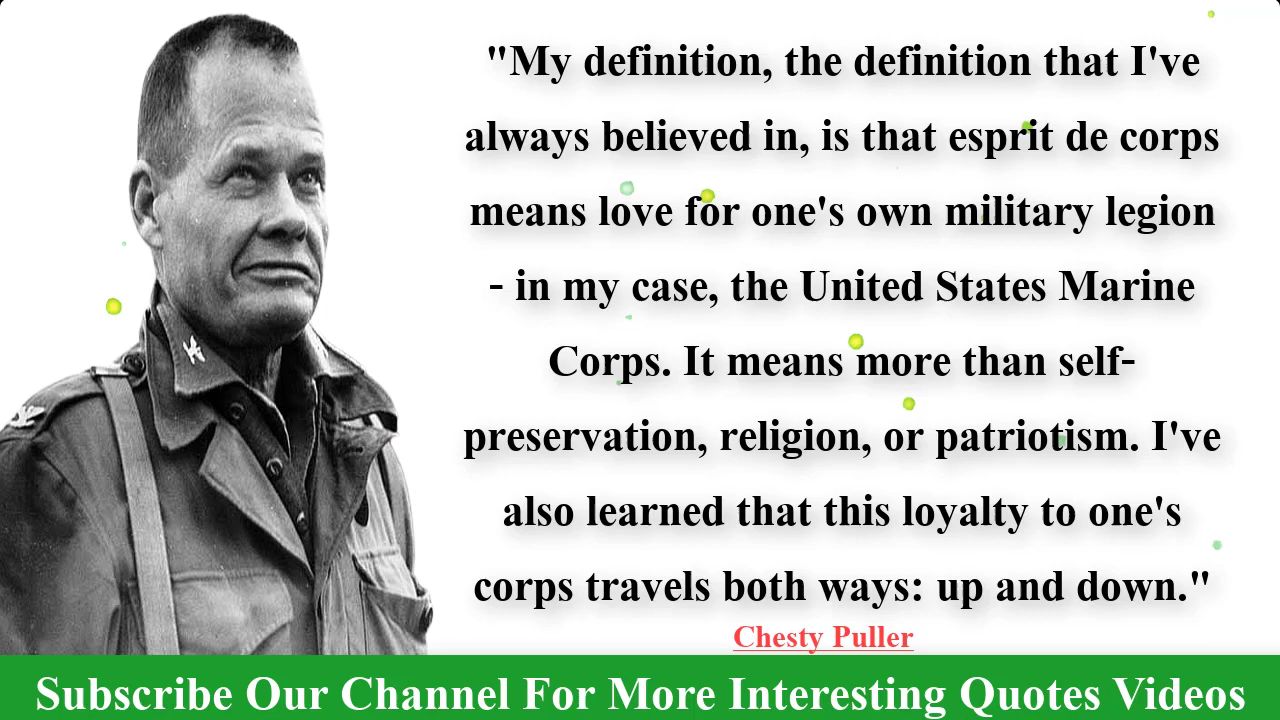 "My definition, the definition that I've
always believed in, is that esprit de corps
means love for one's own military legion
- in my case, the United States Marine
Corps. It means more than self-
preservation, religion, or patriotism. I've
also learned that this loyalty to one's
corps travels both ways: up and down."
Chesty Puller
Subscribe Our Channel For More Interesting Quotes Videos